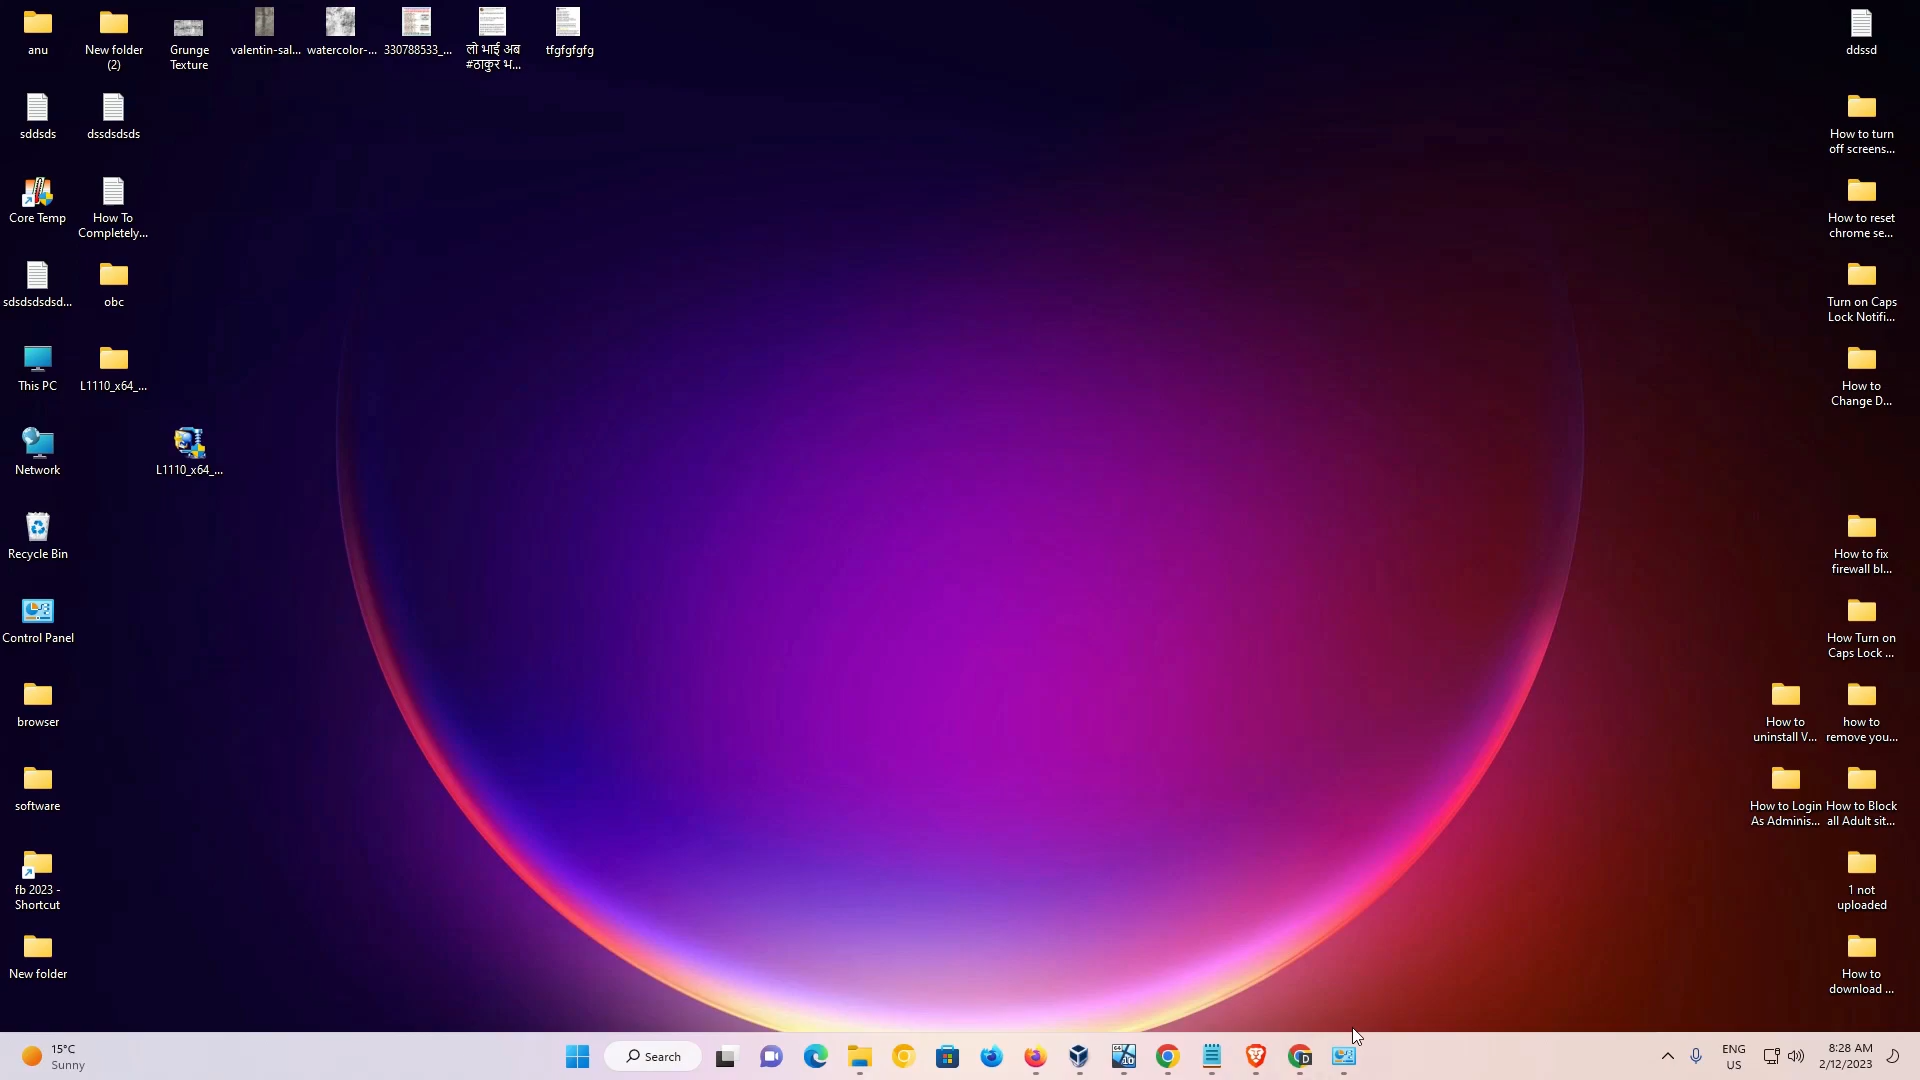 anu
New folder
(2)
Grunge
Texture
valentin-sal...
watercolor-...
330788533_...
लो भाई अब
#ठाकुर भ...
tfgfgfgfg
ddssd
sddsds
dssdsdsds
How to turn
off screens...
Core Temp
How To
Completely...
How to reset
chrome se...
sdsdsdsdsd...
obc
Turn on Caps
Lock Notifi...
This PC
L1110_x64_...
How to
Change D...
Network
L1110_x64_...
Recycle Bin
How to fix
firewall bl...
Control Panel
How Turn on
Caps Lock ...
browser
How to
uninstall V...
how to
remove you...
software
How to Login
As Adminis...
How to Block
all Adult sit...
fb 2023 -
Shortcut
1 not
uploaded
New folder
How to
download ...
15°C
Sunny
Search
64
10
D
ENG
US
8:28 AM
2/12/2023